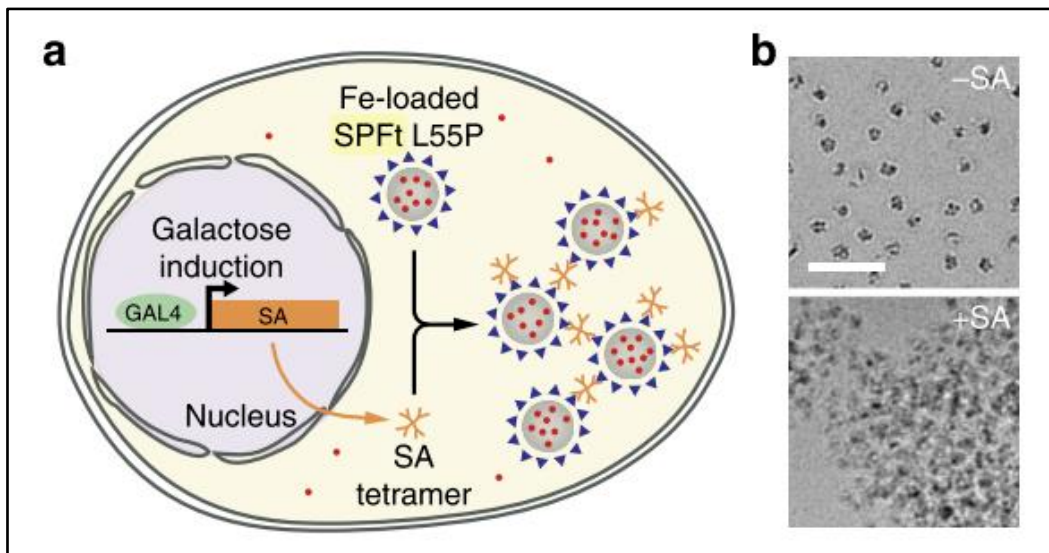 a
Fe-loaded
SPFt L55P
Galactose
induction
GAL4
SA
Nucleus
SA
tetramer
b
–SA
+SA